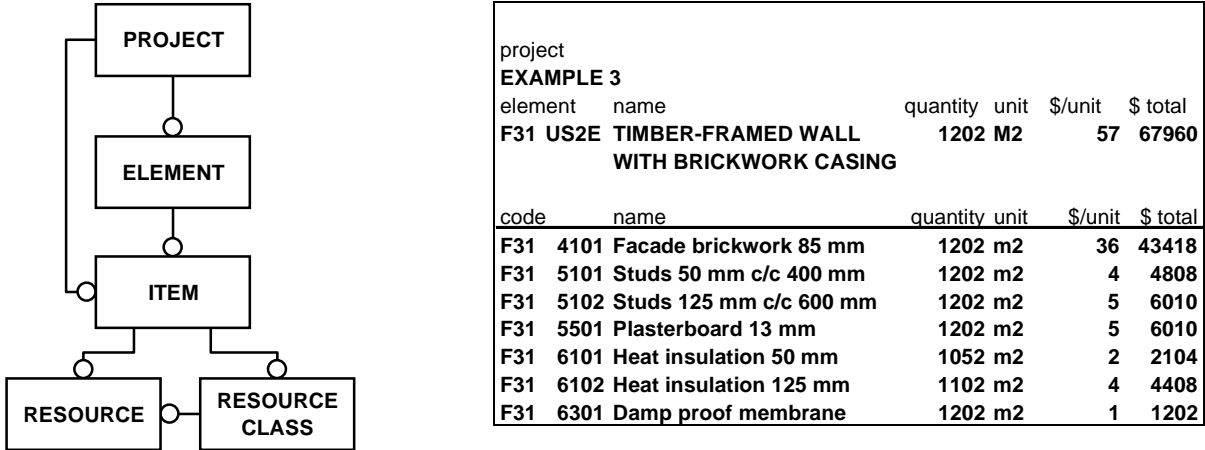 PROJECT
ELEMENT
ITEM
RESOURCE
RESOURCE
CLASS
project
EXAMPLE 3
element name quantity unit $/unit $ total
F31 US2E TIMBER-FRAMED WALL 1202 M2 57 67960
WITH BRICKWORK CASING
code name quantity unit $/unit $ total
F31 4101 Facade brickwork 85 mm 1202 m2 36 43418
F31 5101 Studs 50 mm c/c 400 mm 1202 m2 4 4808
F31 5102 Studs 125 mm c/c 600 mm 1202 m2 5 6010
F31 5501 Plasterboard 13 mm 1202 m2 5 6010
F31 6101 Heat insulation 50 mm 1052 m2 2 2104
F31 6102 Heat insulation 125 mm 1102 m2 4 4408
F31 6301 Damp proof membrane 1202 m2 1 1202